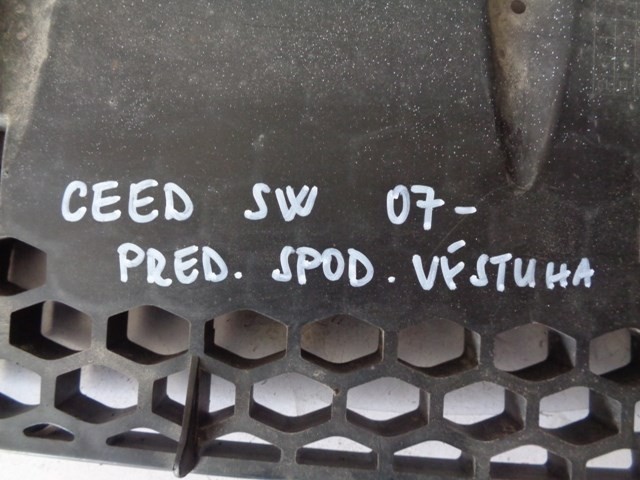 CEED SW 07-
PRED. SPOD. VÝSTUHA